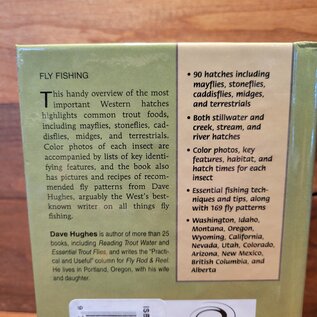 FLY FISHING
This handy overview of the most
important Western hatches
highlights common trout foods,
including mayflies, stoneflies, cad-
disflies, midges, and terrestrials.
Color photos of each insect are
accompanied by lists of key identi-
fying features, and the book also
has pictures and recipes of recom-
mended fly patterns from Dave
Hughes, arguably the West's best-
known writer on all things fly
fishing.
Dave Hughes is author of more than
25 books, including Reading Trout Water and
Essential Trout Flies, and writes the "Practi-
cal and Useful" column for Fly Rod & Reel.
He lives in Portland, Oregon, with his wife
and daughter.
• 90 hatches including
mayflies, stoneflies,
caddisflies, midges,
and terrestrials
• Both stillwater and
creek, stream, and
river hatches
• Color photos, key
features, habitat, and
hatch times for each
insect
• Essential fishing tech-
niques and tips, along
with 169 fly patterns
• Washington, Idaho,
Montana, Oregon,
Wyoming, California,
Nevada, Utah, Colorado,
Arizona, New Mexico,
British Columbia, and
Alberta